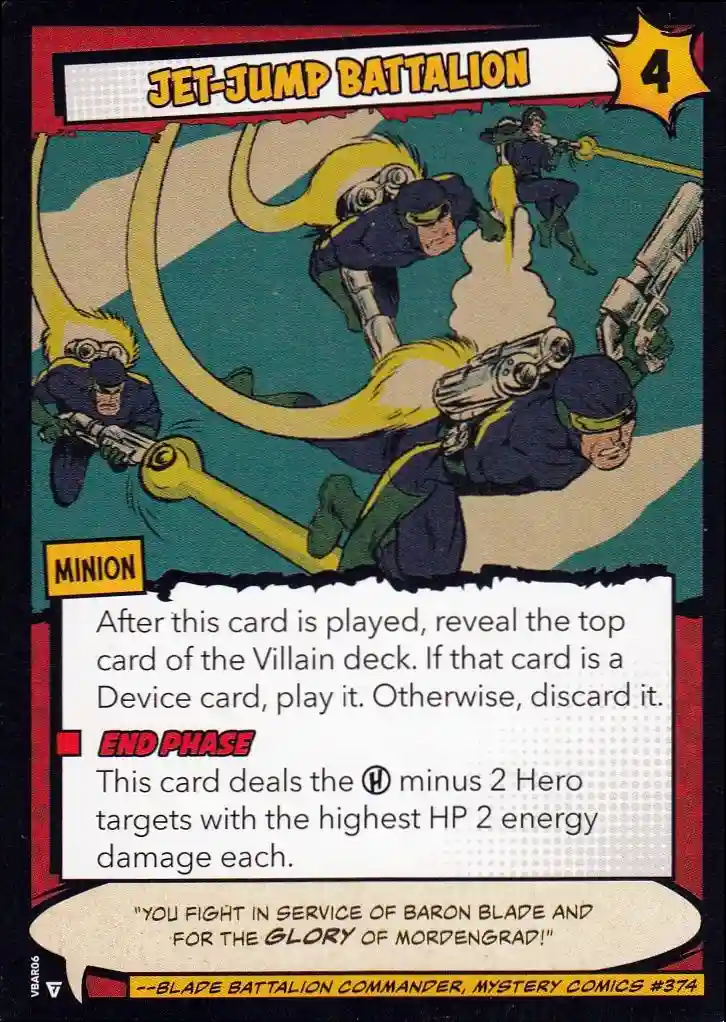 JET-JUMP BATTALION
4
MINION
After this card is played, reveal the top
card of the Villain deck. If that card is a
Device card, play it. Otherwise, discard it.
END PHASE
This card deals the H minus 2 Hero
targets with the highest HP 2 energy
damage each.
"YOU FIGHT IN SERVICE OF BARON BLADE AND
FOR THE GLORY OF MORDENGRAD!"
--BLADE BATTALION COMMANDER, MYSTERY COMICS #374
VBAR06